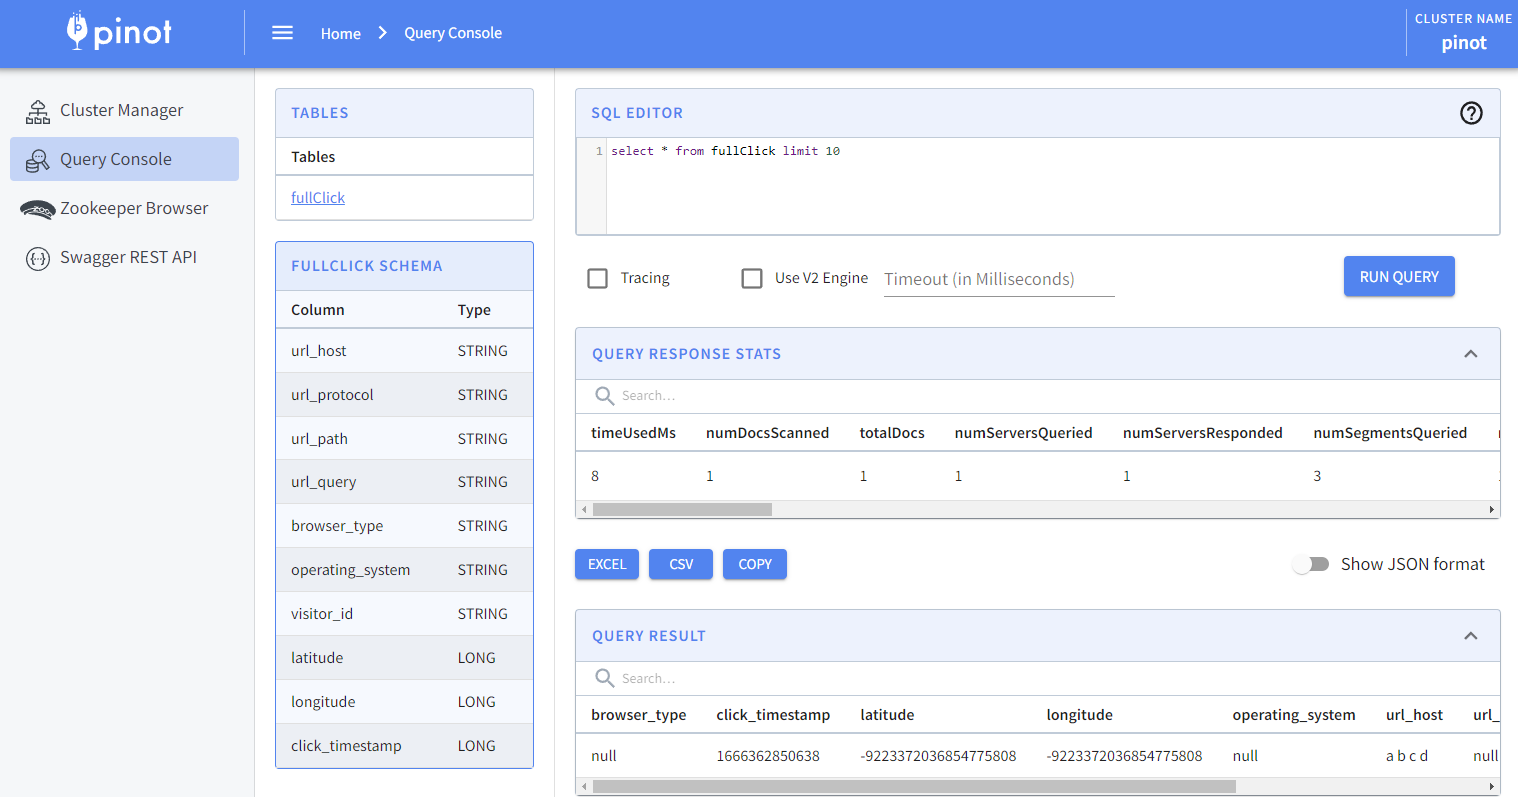 pinot
Home
Query Console
CLUSTER NAME
pinot
Cluster Manager
Query Console
Zookeeper Browser
Swagger REST API
TABLES
Tables
fullClick
FULLCLICK SCHEMA
Column Type
url_host STRING
url_protocol STRING
url_path STRING
url_query STRING
browser_type STRING
operating_system STRING
visitor_id STRING
latitude LONG
longitude LONG
click_timestamp LONG
SQL EDITOR
1 select * from fullClick limit 10
Tracing Use V2 Engine Timeout (in Milliseconds) RUN QUERY
QUERY RESPONSE STATS
Search...
timeUsedMs numDocsScanned totalDocs numServersQueried numServersResponded numSegmentsQueried
8 1 1 1 1 3
EXCEL CSV COPY Show JSON format
QUERY RESULT
Search...
browser_type click_timestamp latitude longitude operating_system url_host url_
null 1666362850638 -9223372036854775808 -9223372036854775808 null a b c d null